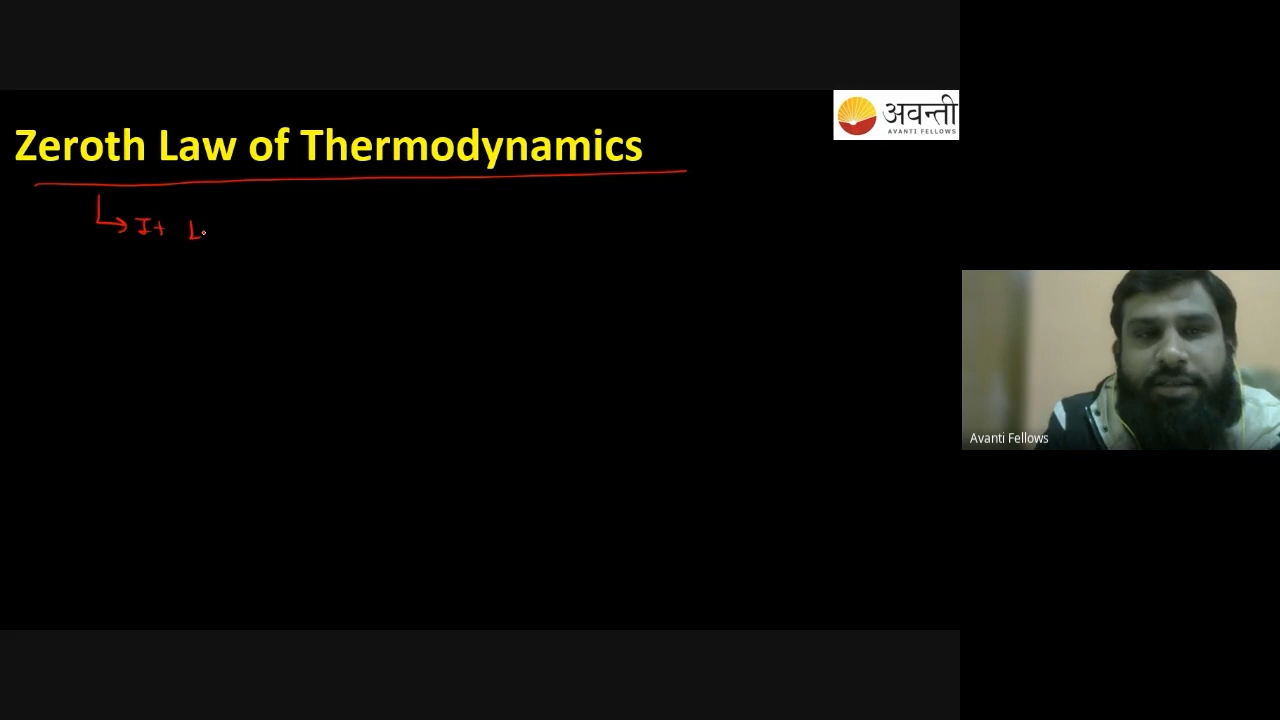 अवन्ती
AVANTI FELLOWS
Zeroth Law of Thermodynamics
It
Avanti Fellows